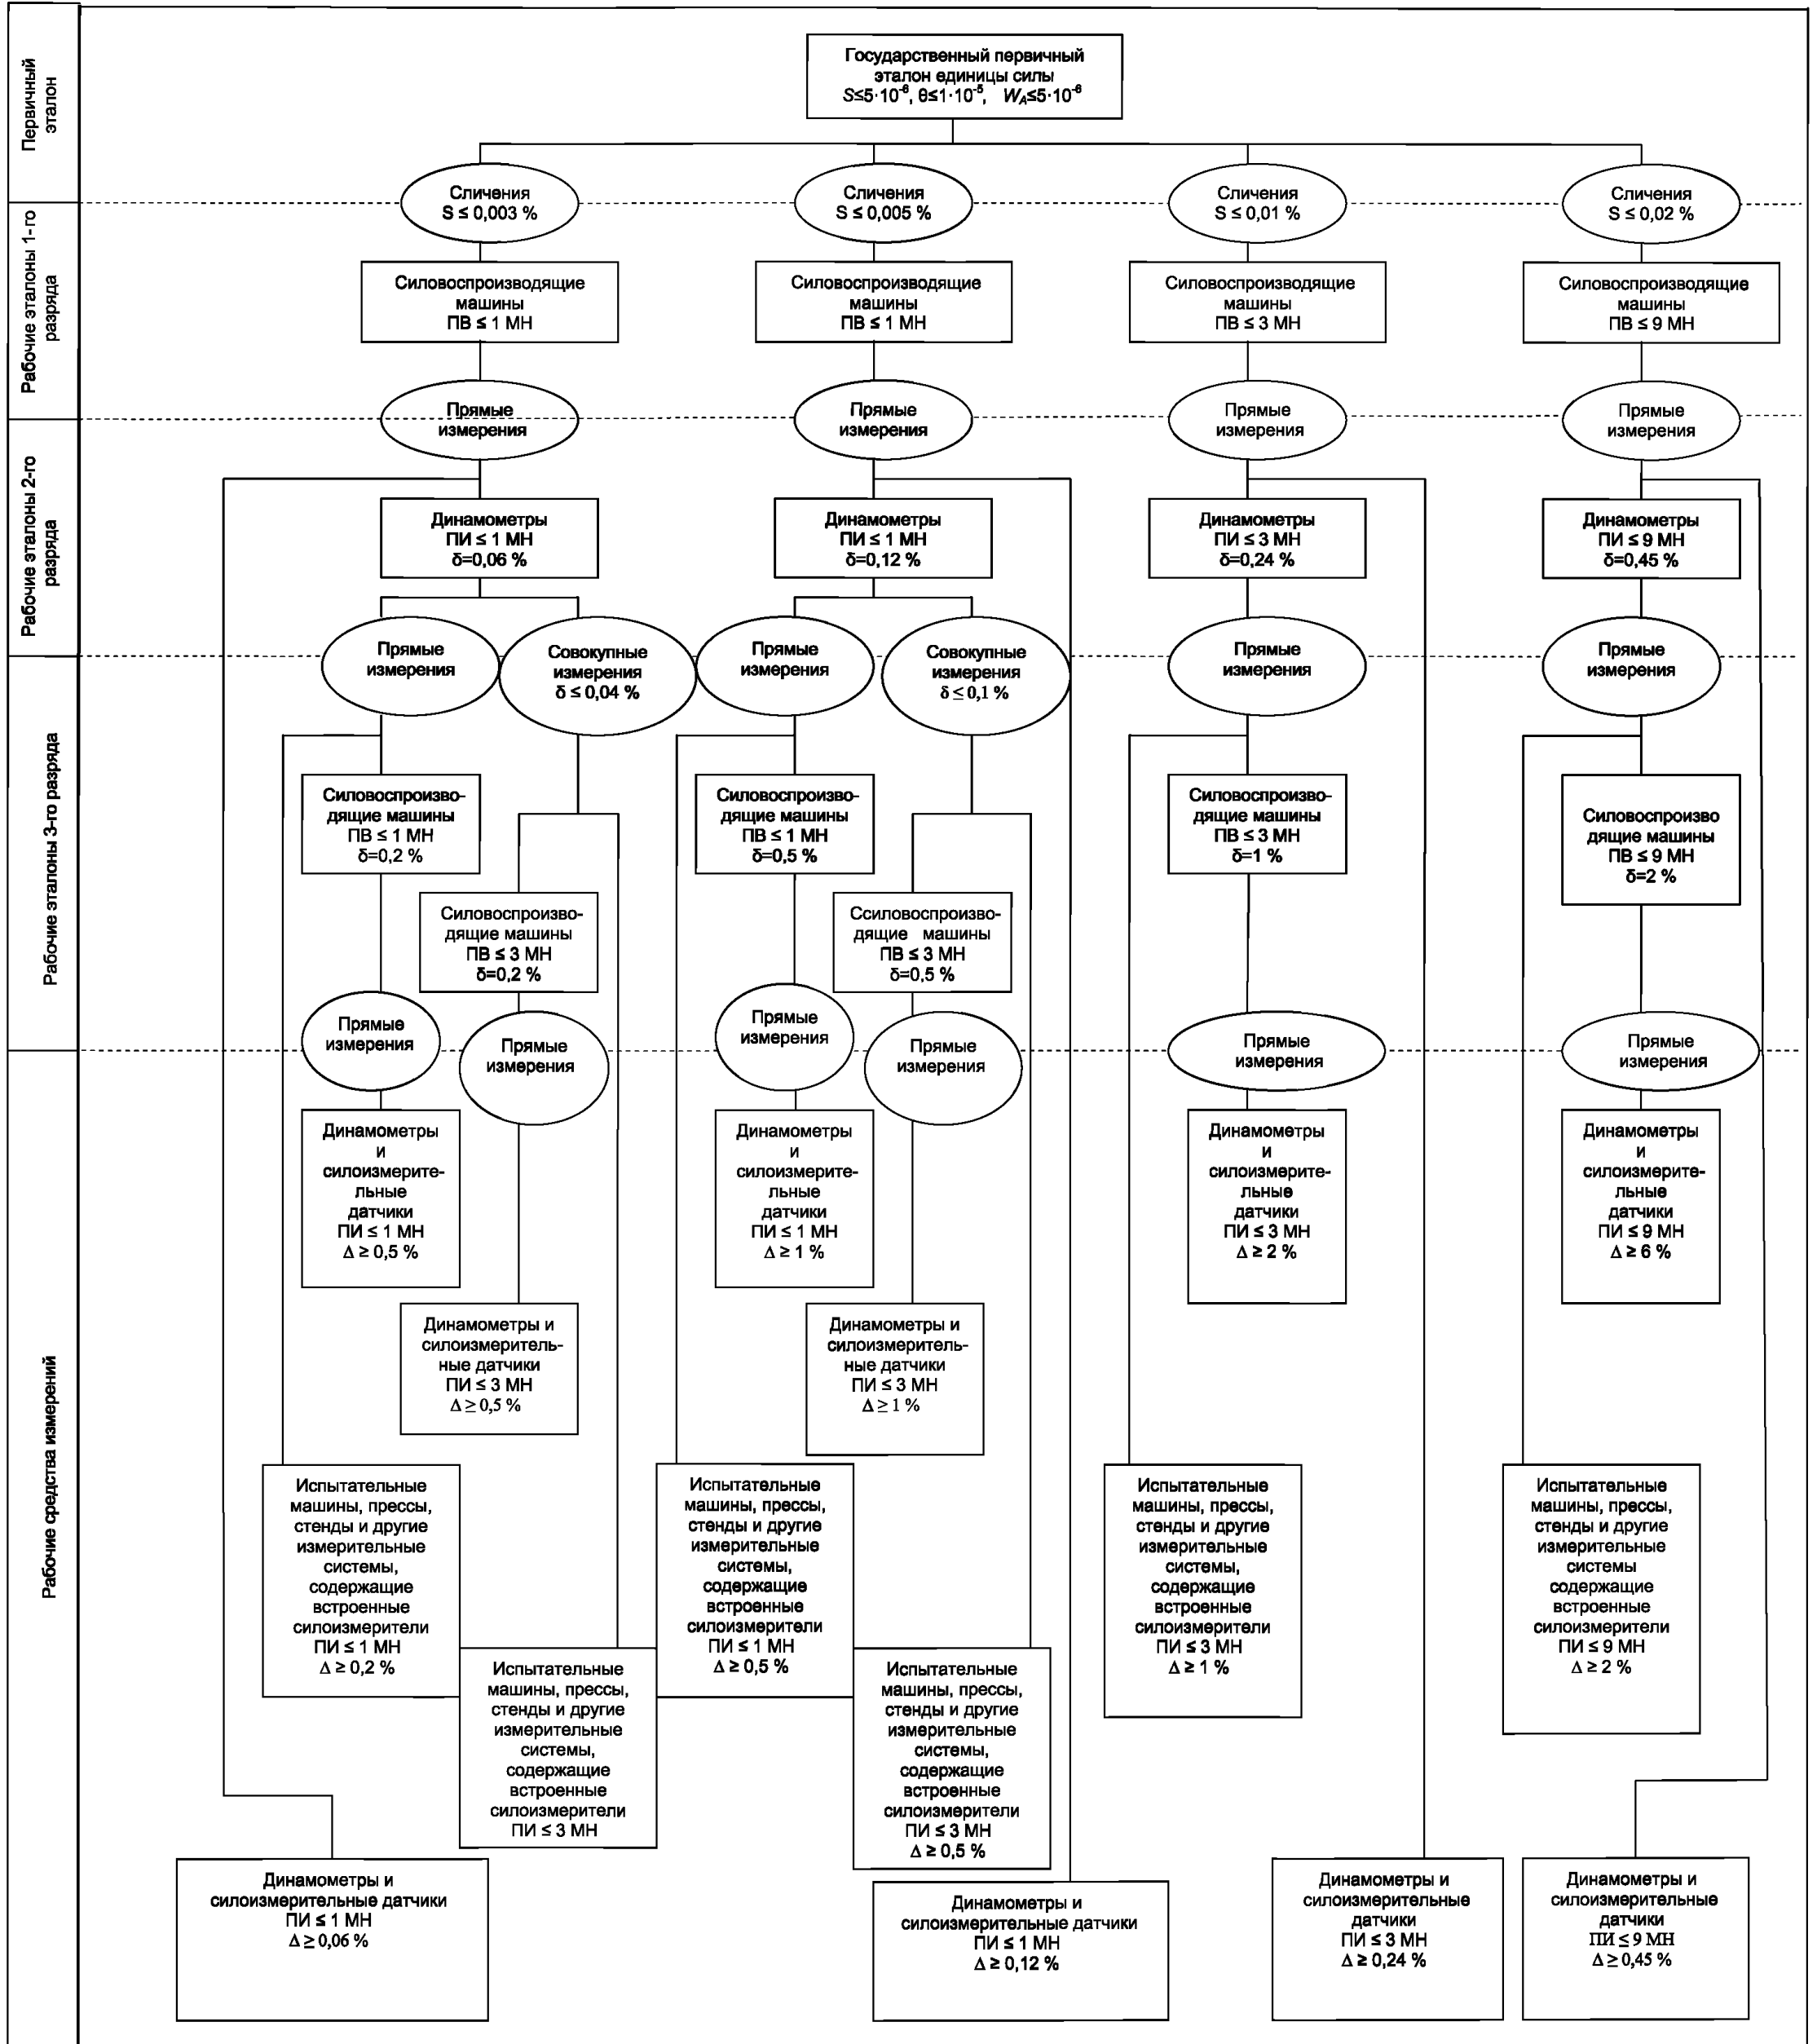 Первичный
эталон
Государственный первичный
эталон единицы силы
S≤5·10⁻⁶, θ≤1·10⁻⁵, W_A≤5·10⁻⁶
Сличения
S ≤ 0,003 %
Сличения
S ≤ 0,005 %
Сличения
S ≤ 0,01 %
Сличения
S ≤ 0,02 %
Рабочие эталоны 1-го
разряда
Силовоспроизводящие
машины
ПВ ≤ 1 МН
Силовоспроизводящие
машины
ПВ ≤ 1 МН
Силовоспроизводящие
машины
ПВ ≤ 3 МН
Силовоспроизводящие
машины
ПВ ≤ 9 МН
Прямые
измерения
Прямые
измерения
Прямые
измерения
Прямые
измерения
Рабочие эталоны 2-го
разряда
Динамометры
ПИ ≤ 1 МН
δ=0,06 %
Динамометры
ПИ ≤ 1 МН
δ=0,12 %
Динамометры
ПИ ≤ 3 МН
δ=0,24 %
Динамометры
ПИ ≤ 9 МН
δ=0,45 %
Прямые
измерения
Совокупные
измерения
δ ≤ 0,04 %
Прямые
измерения
Совокупные
измерения
δ ≤ 0,1 %
Прямые
измерения
Прямые
измерения
Рабочие эталоны 3-го разряда
Силовоспроизво-
дящие машины
ПВ ≤ 1 МН
δ=0,2 %
Силовоспроизво-
дящие машины
ПВ ≤ 3 МН
δ=0,2 %
Силовоспроизво-
дящие машины
ПВ ≤ 1 МН
δ=0,5 %
Ссиловоспроизво-
дящие машины
ПВ ≤ 3 МН
δ=0,5 %
Силовоспроизво-
дящие машины
ПВ ≤ 3 МН
δ=1 %
Силовоспроизво
дящие машины
ПВ ≤ 9 МН
δ=2 %
Прямые
измерения
Прямые
измерения
Прямые
измерения
Прямые
измерения
Прямые
измерения
Прямые
измерения
Рабочие средства измерений
Динамометры
и
силоизмерите-
льные
датчики
ПИ ≤ 1 МН
Δ ≥ 0,5 %
Динамометры
и
силоизмерите-
льные
датчики
ПИ ≤ 1 МН
Δ ≥ 1 %
Динамометры
и
силоизмерите-
льные
датчики
ПИ ≤ 3 МН
Δ ≥ 2 %
Динамометры
и
силоизмерите-
льные
датчики
ПИ ≤ 9 МН
Δ ≥ 6 %
Динамометры и
силоизмеритель-
ные датчики
ПИ ≤ 3 МН
Δ ≥ 0,5 %
Динамометры и
силоизмеритель-
ные датчики
ПИ ≤ 3 МН
Δ ≥ 1 %
Испытательные
машины, прессы,
стенды и другие
измерительные
системы,
содержащие
встроенные
силоизмерители
ПИ ≤ 1 МН
Δ ≥ 0,2 %
Испытательные
машины, прессы,
стенды и другие
измерительные
системы,
содержащие
встроенные
силоизмерители
ПИ ≤ 3 МН
Испытательные
машины, прессы,
стенды и другие
измерительные
системы,
содержащие
встроенные
силоизмерители
ПИ ≤ 1 МН
Δ ≥ 0,5 %
Испытательные
машины, прессы,
стенды и другие
измерительные
системы,
содержащие
встроенные
силоизмерители
ПИ ≤ 3 МН
Δ ≥ 0,5 %
Испытательные
машины, прессы,
стенды и другие
измерительные
системы,
содержащие
встроенные
силоизмерители
ПИ ≤ 3 МН
Δ ≥ 1 %
Испытательные
машины, прессы,
стенды и другие
измерительные
системы
содержащие
встроенные
силоизмерители
ПИ ≤ 9 МН
Δ ≥ 2 %
Динамометры и
силоизмерительные датчики
ПИ ≤ 1 МН
Δ ≥ 0,06 %
Динамометры и
силоизмерительные датчики
ПИ ≤ 1 МН
Δ ≥ 0,12 %
Динамометры и
силоизмерительные
датчики
ПИ ≤ 3 МН
Δ ≥ 0,24 %
Динамометры и
силоизмерительные
датчики
ПИ ≤ 9 МН
Δ ≥ 0,45 %